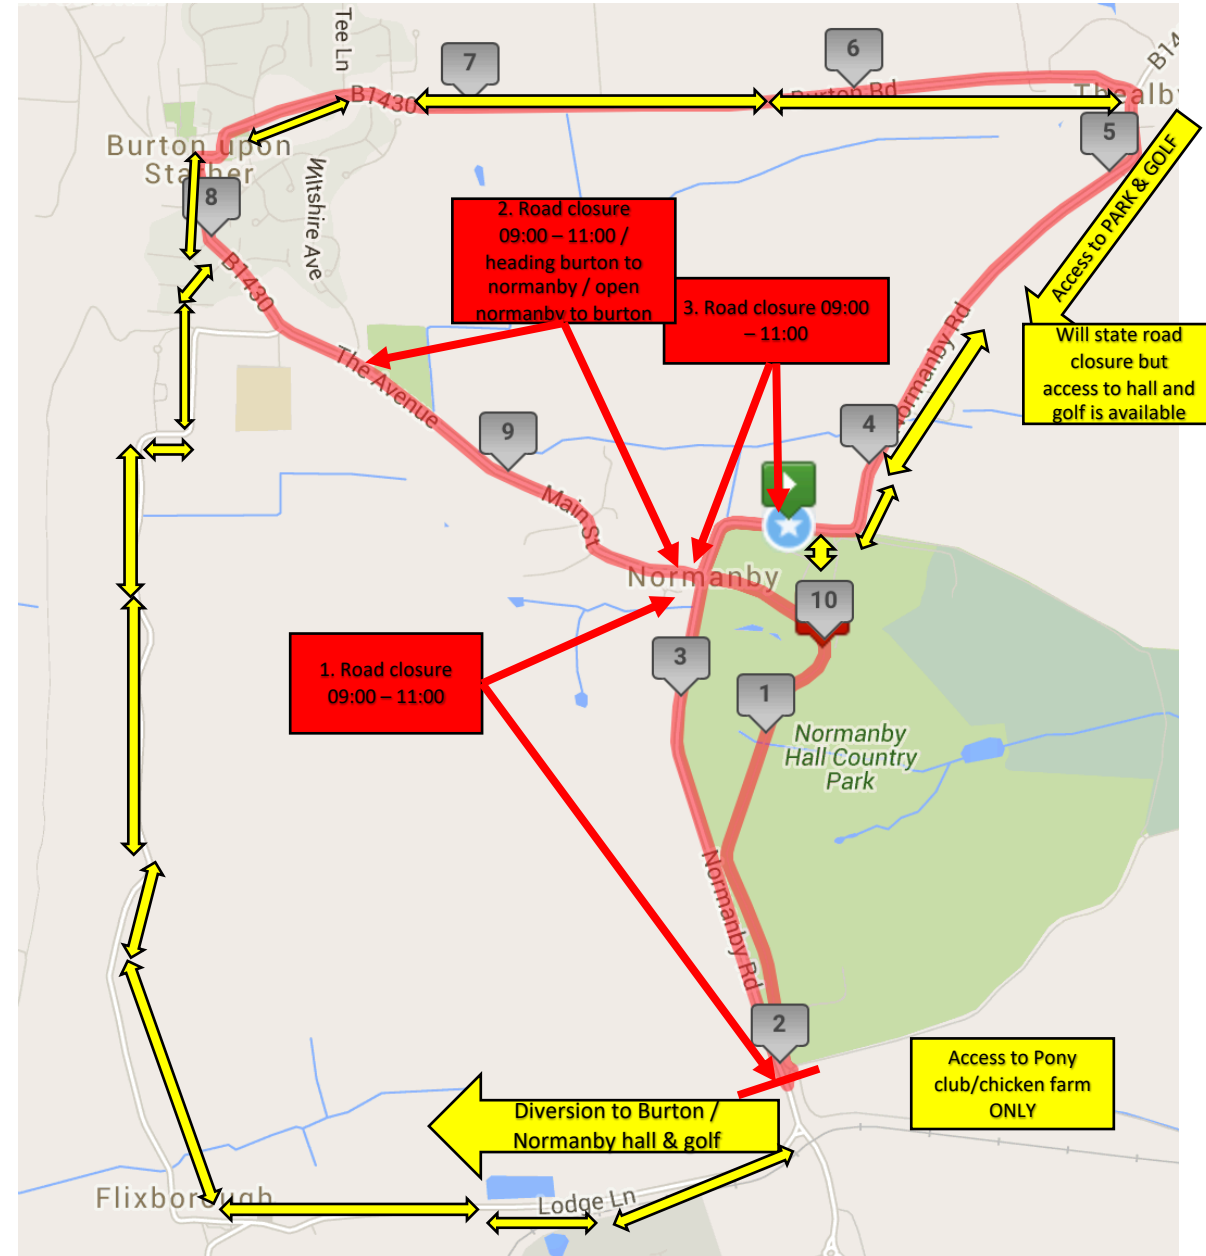 Tee Ln
7
6
B14
B1430
Burton Rd
Thealby
5
Burton upon
Stather
8
Wiltshire Ave
Access to PARK & GOLF
2. Road closure
09:00 – 11:00 /
heading burton to
normanby / open
normanby to burton
B1430
3. Road closure 09:00
– 11:00
Will state road
closure but
access to hall and
golf is available
The Avenue
Normanby Rd
4
9
Main St
Normanby
10
3
1
1. Road closure
09:00 – 11:00
Normanby
Hall Country
Park
Normanby Rd
2
Access to Pony
club/chicken farm
ONLY
Diversion to Burton /
Normanby hall & golf
Flixborough
Lodge Ln